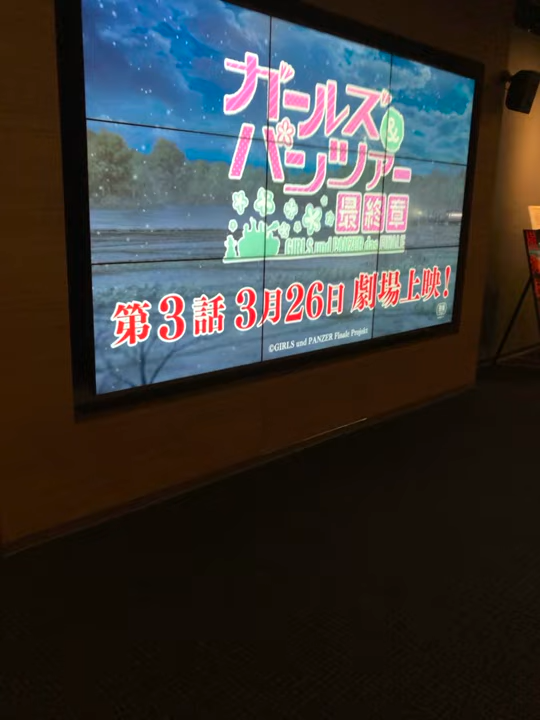 ガールズ&
パンツァー
最終章
GIRLS und PANZER das FINALE
第3話 3月26日 劇場上映!
©GIRLS und PANZER Finale Projekt